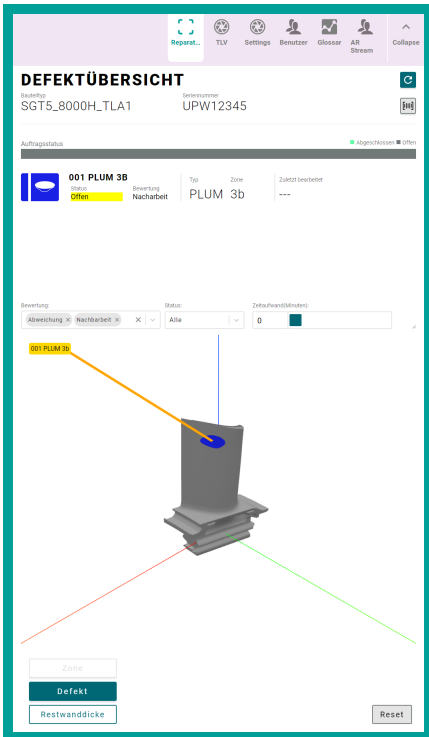 Reparat...
TLV
Settings
Benutzer
Glossar
AR Stream
Collapse
DEFEKTÜBERSICHT
Bauteiltyp
Seriennummer
SGT5_8000H_TLA1
UPW12345
Auftragsstatus
Abgeschlossen Offen
001 PLUM 3B
Status
Bewertung
Offen
Nacharbeit
Typ
Zone
Zuletzt bearbeitet
PLUM
3b
---
Bewertung:
Status:
Zeitaufwand(Minuten):
Abweichung × Nachbarbeit ×
Alle
0
001 PLUM 3b
Zone
Defekt
Restwanddicke
Reset